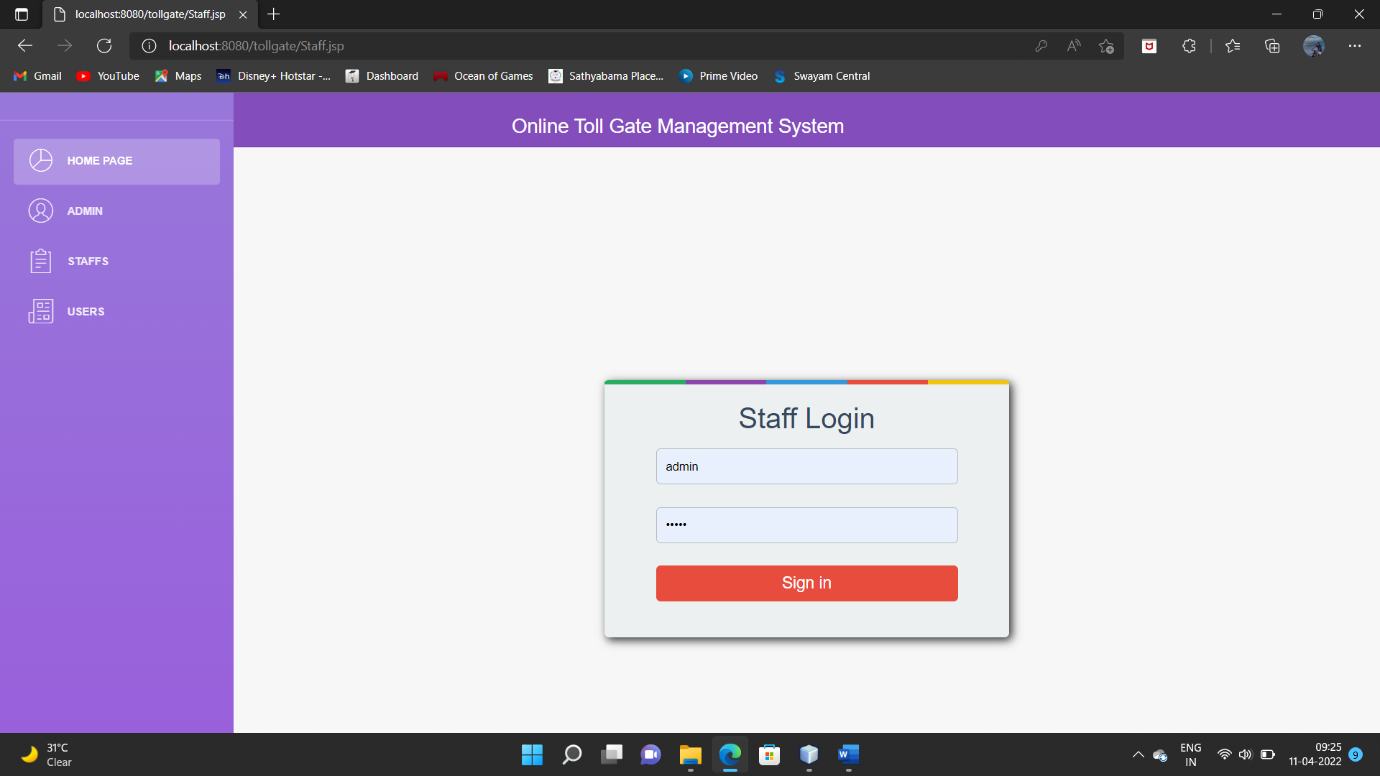 localhost:8080/tollgate/Staff.jsp
localhost:8080/tollgate/Staff.jsp
Gmail YouTube Maps Disney+ Hotstar -... Dashboard Ocean of Games Sathyabama Place... Prime Video Swayam Central
Online Toll Gate Management System
HOME PAGE
ADMIN
STAFFS
USERS
Staff Login
admin
•••••
Sign in
31°C
Clear
ENG
IN
09:25
11-04-2022
9